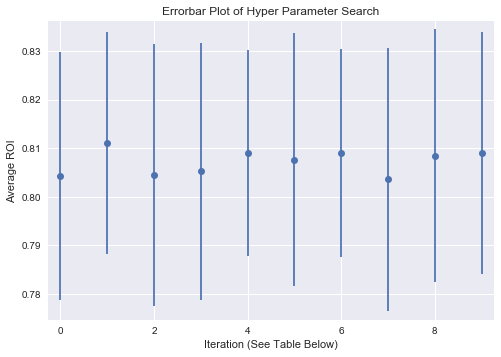 Errorbar Plot of Hyper Parameter Search
Average ROI
0.83
0.82
0.81
0.80
0.79
0.78
0 2 4 6 8
Iteration (See Table Below)